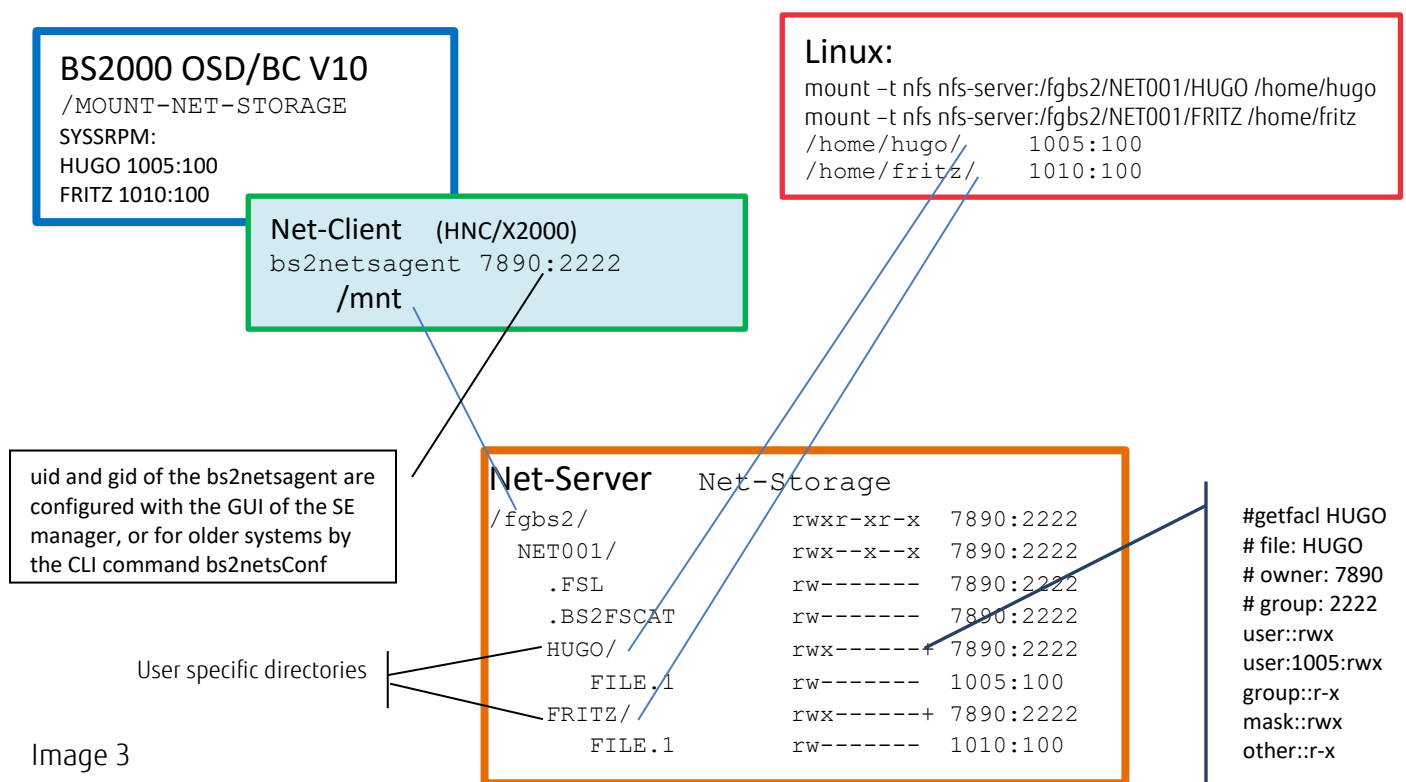 BS2000 OSD/BC V10
/MOUNT-NET-STORAGE
SYSSRPM:
HUGO 1005:100
FRITZ 1010:100
Linux:
mount –t nfs nfs-server:/fgbs2/NET001/HUGO /home/hugo
mount –t nfs nfs-server:/fgbs2/NET001/FRITZ /home/fritz
/home/hugo/ 1005:100
/home/fritz/ 1010:100
Net-Client (HNC/X2000)
bs2netsagent 7890:2222
/mnt
uid and gid of the bs2netsagent are
configured with the GUI of the SE
manager, or for older systems by
the CLI command bs2netsConf
Net-Server Net-Storage
/fgbs2/ rwxr-xr-x 7890:2222
NET001/ rwx--x--x 7890:2222
.FSL rw------- 7890:2222
.BS2FSCAT rw------- 7890:2222
HUGO/ rwx------+ 7890:2222
FILE.1 rw------- 1005:100
FRITZ/ rwx------+ 7890:2222
FILE.1 rw------- 1010:100
User specific directories
#getfacl HUGO
# file: HUGO
# owner: 7890
# group: 2222
user::rwx
user:1005:rwx
group::r-x
mask::rwx
other::r-x
Image 3